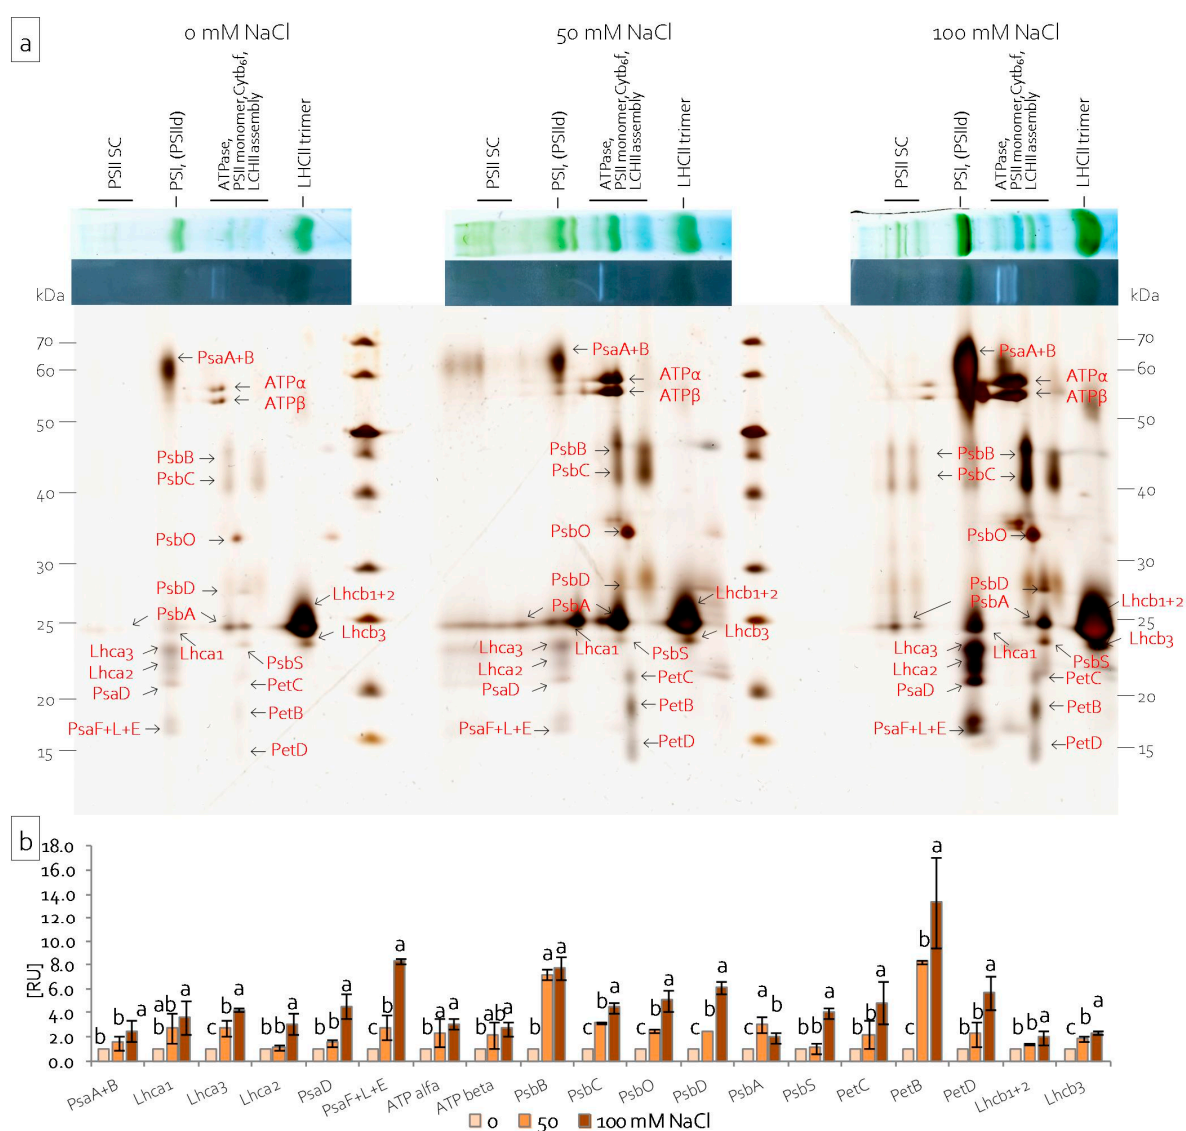 a
0 mM NaCl
50 mM NaCl
100 mM NaCl
PSII SC
PSI, (PSIId)
ATPase,
PSII monomer,Cytb6f,
LCHII assembly
LHCII trimer
PSII SC
PSI, (PSIId)
ATPase,
PSII monomer,Cytb6f,
LCHII assembly
LHCII trimer
PSII SC
PSI, (PSIId)
ATPase,
PSII monomer,Cytb6f,
LCHII assembly
LHCII trimer
kDa
70
60
50
40
30
25
20
15
PsaA+B
ATPα
ATPβ
PsbB
PsbC
PsbO
PsbD
PsbA
Lhcb1+2
Lhcb3
Lhca3
Lhca1
Lhca2
PsbS
PsaD
PetC
PetB
PsaF+L+E
PetD
PsaA+B
ATPα
ATPβ
PsbB
PsbC
PsbO
PsbD
PsbA
Lhcb1+2
Lhcb3
Lhca3
Lhca1
Lhca2
PsbS
PsaD
PetC
PetB
PsaF+L+E
PetD
PsaA+B
ATPα
ATPβ
PsbB
PsbC
PsbO
PsbD
PsbA
Lhcb1+2
Lhcb3
Lhca3
Lhca1
Lhca2
PsbS
PsaD
PetC
PetB
PsaF+L+E
PetD
kDa
70
60
50
40
30
25
20
15
b
[RU]
18.0
16.0
14.0
12.0
10.0
8.0
6.0
4.0
2.0
0.0
b b a
b ab a
c b a
b b a
b b a
c b a
b a a
b ab a
b a a
c b a
c b a
c b a
b a b
b b a
c b a
c b a
b b a
b b a
c b a
PsaA+B
Lhca1
Lhca3
Lhca2
PsaD
PsaF+L+E
ATP alfa
ATP beta
PsbB
PsbC
PsbO
PsbD
PsbA
PsbS
PetC
PetB
PetD
Lhcb1+2
Lhcb3
0 50 100 mM NaCl